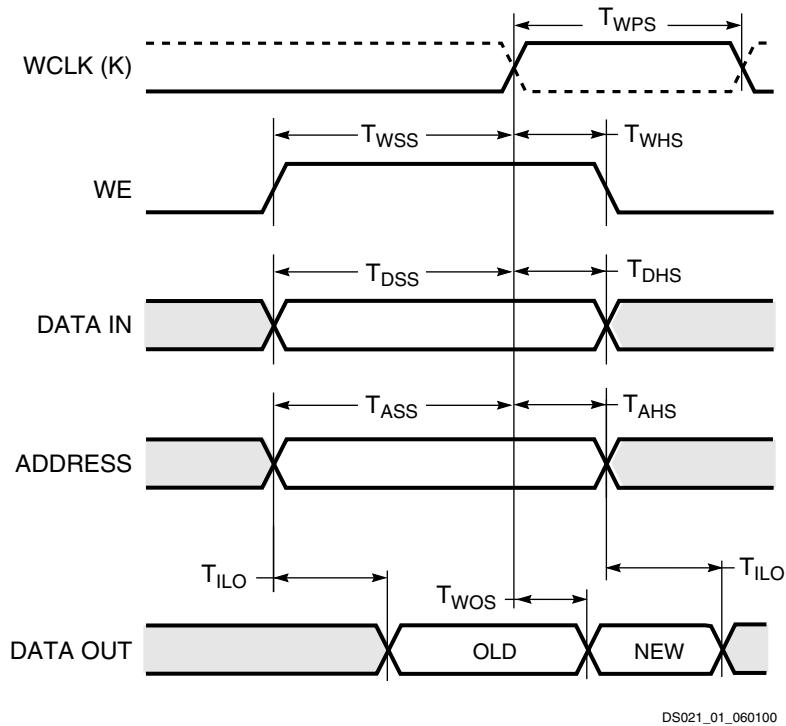 T_WPS
WCLK (K)
T_WSS T_WHS
WE
T_DSS T_DHS
DATA IN
T_ASS T_AHS
ADDRESS
T_ILO T_WOS T_ILO
DATA OUT OLD NEW
DS021_01_060100